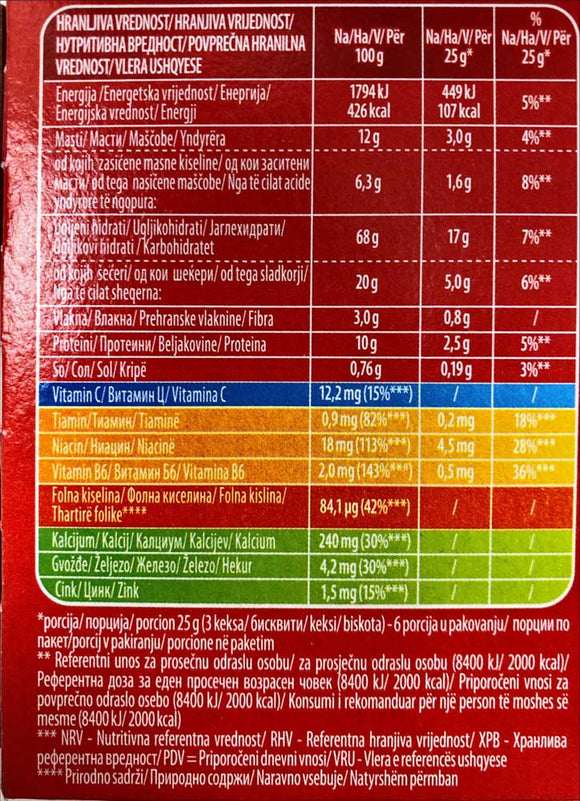 HRANLJIVA VREDNOST/ HRANJIVA VRIJEDNOST/
НУТРИТИВНА ВРЕДНОСТ/ POVPREČNA HRANILNA
VREDNOST/ VLERA USHQYESE
Na/На/V/ Për
100 g
Na/На/V/ Për
25 g*
%
Na/На/V/ Për
25 g*
Energija /Energetska vrijednost/ Енергија/
Energijska vrednost/ Energji
1794 kJ
426 kcal
449 kJ
107 kcal
5%**
Masti/ Масти/ Maščobe/ Yndyrëra
12 g
3,0 g
4%**
od kojih zasićene masne kiseline/ од кои заситени
масти/ od tega nasičene maščobe/ Nga të cilat acide
yndyrore të ngopura:
6,3 g
1,6 g
8%**
Ugljeni hidrati/ Ugljikohidrati/ Јаглехидрати/
Ogljikovi hidrati / Karbohidratet
68 g
17 g
7%**
od kojih šećeri/ од кои шеќери/ od tega sladkorji/
Nga të cilat sheqerna:
20 g
5,0 g
6%**
Vlakna/ Влакна/ Prehranske vlaknine/ Fibra
3,0 g
0,8 g
/
Proteini/ Протеини/ Beljakovine/ Proteina
10 g
2,5 g
5%**
So/ Сол/ Sol/ Kripë
0,76 g
0,19 g
3%**
Vitamin C/ Витамин Ц/ Vitamina C
12,2 mg (15%***)
/
/
Tiamin/Тиамин/ Tiaminë
0,9 mg (82%***)
0,2 mg
18%***
Niacin/ Ниацин/ Niacinë
18 mg (113%***)
4,5 mg
28%***
Vitamin B6/ Витамин Б6/ Vitamina B6
2,0 mg (143%***)
0,5 mg
36%***
Folna kiselina/ Фолна киселина/ Folna kislina/
Thartirë folike****
84,1 µg (42%***)
/
/
Kalcijum/ Kalcij/ Калциум/ Kalcijev/ Kalcium
240 mg (30%***)
/
/
Gvožđe/ Željezo/ Железо/ Železo/ Hekur
4,2 mg (30%***)
/
/
Cink/ Цинк/ Zink
1,5 mg (15%***)
/
/
*porcija/ порција/ porcion 25 g (3 keksa/ бисквити/ keksi/ biskota) - 6 porcija u pakovanju/ порции по
пакет/porcij v pakiranju/ porcione në paketim
** Referentni unos za prosečnu odraslu osobu/ za prosječnu odraslu osobu (8400 kJ/ 2000 kcal)/
Референтна доза за еден просечен возрасен човек (8400 kJ/ 2000 kcal)/ Priporočeni vnosi za
povprečno odraslo osebo (8400 kJ/ 2000 kcal)/ Konsumi i rekomanduar për një person të moshes së
mesme (8400 kJ/ 2000 kcal)
*** NRV - Nutritivna referentna vrednost/ RHV - Referentna hranjiva vrijednost/ ХРВ - Хранлива
референтна вредност/ PDV = Priporočeni dnevni vnosi/ VRU - Vlera e referencës ushqyese
**** Prirodno sadrži/ Природно содржи/ Naravno vsebuje/ Natyrshëm përmban